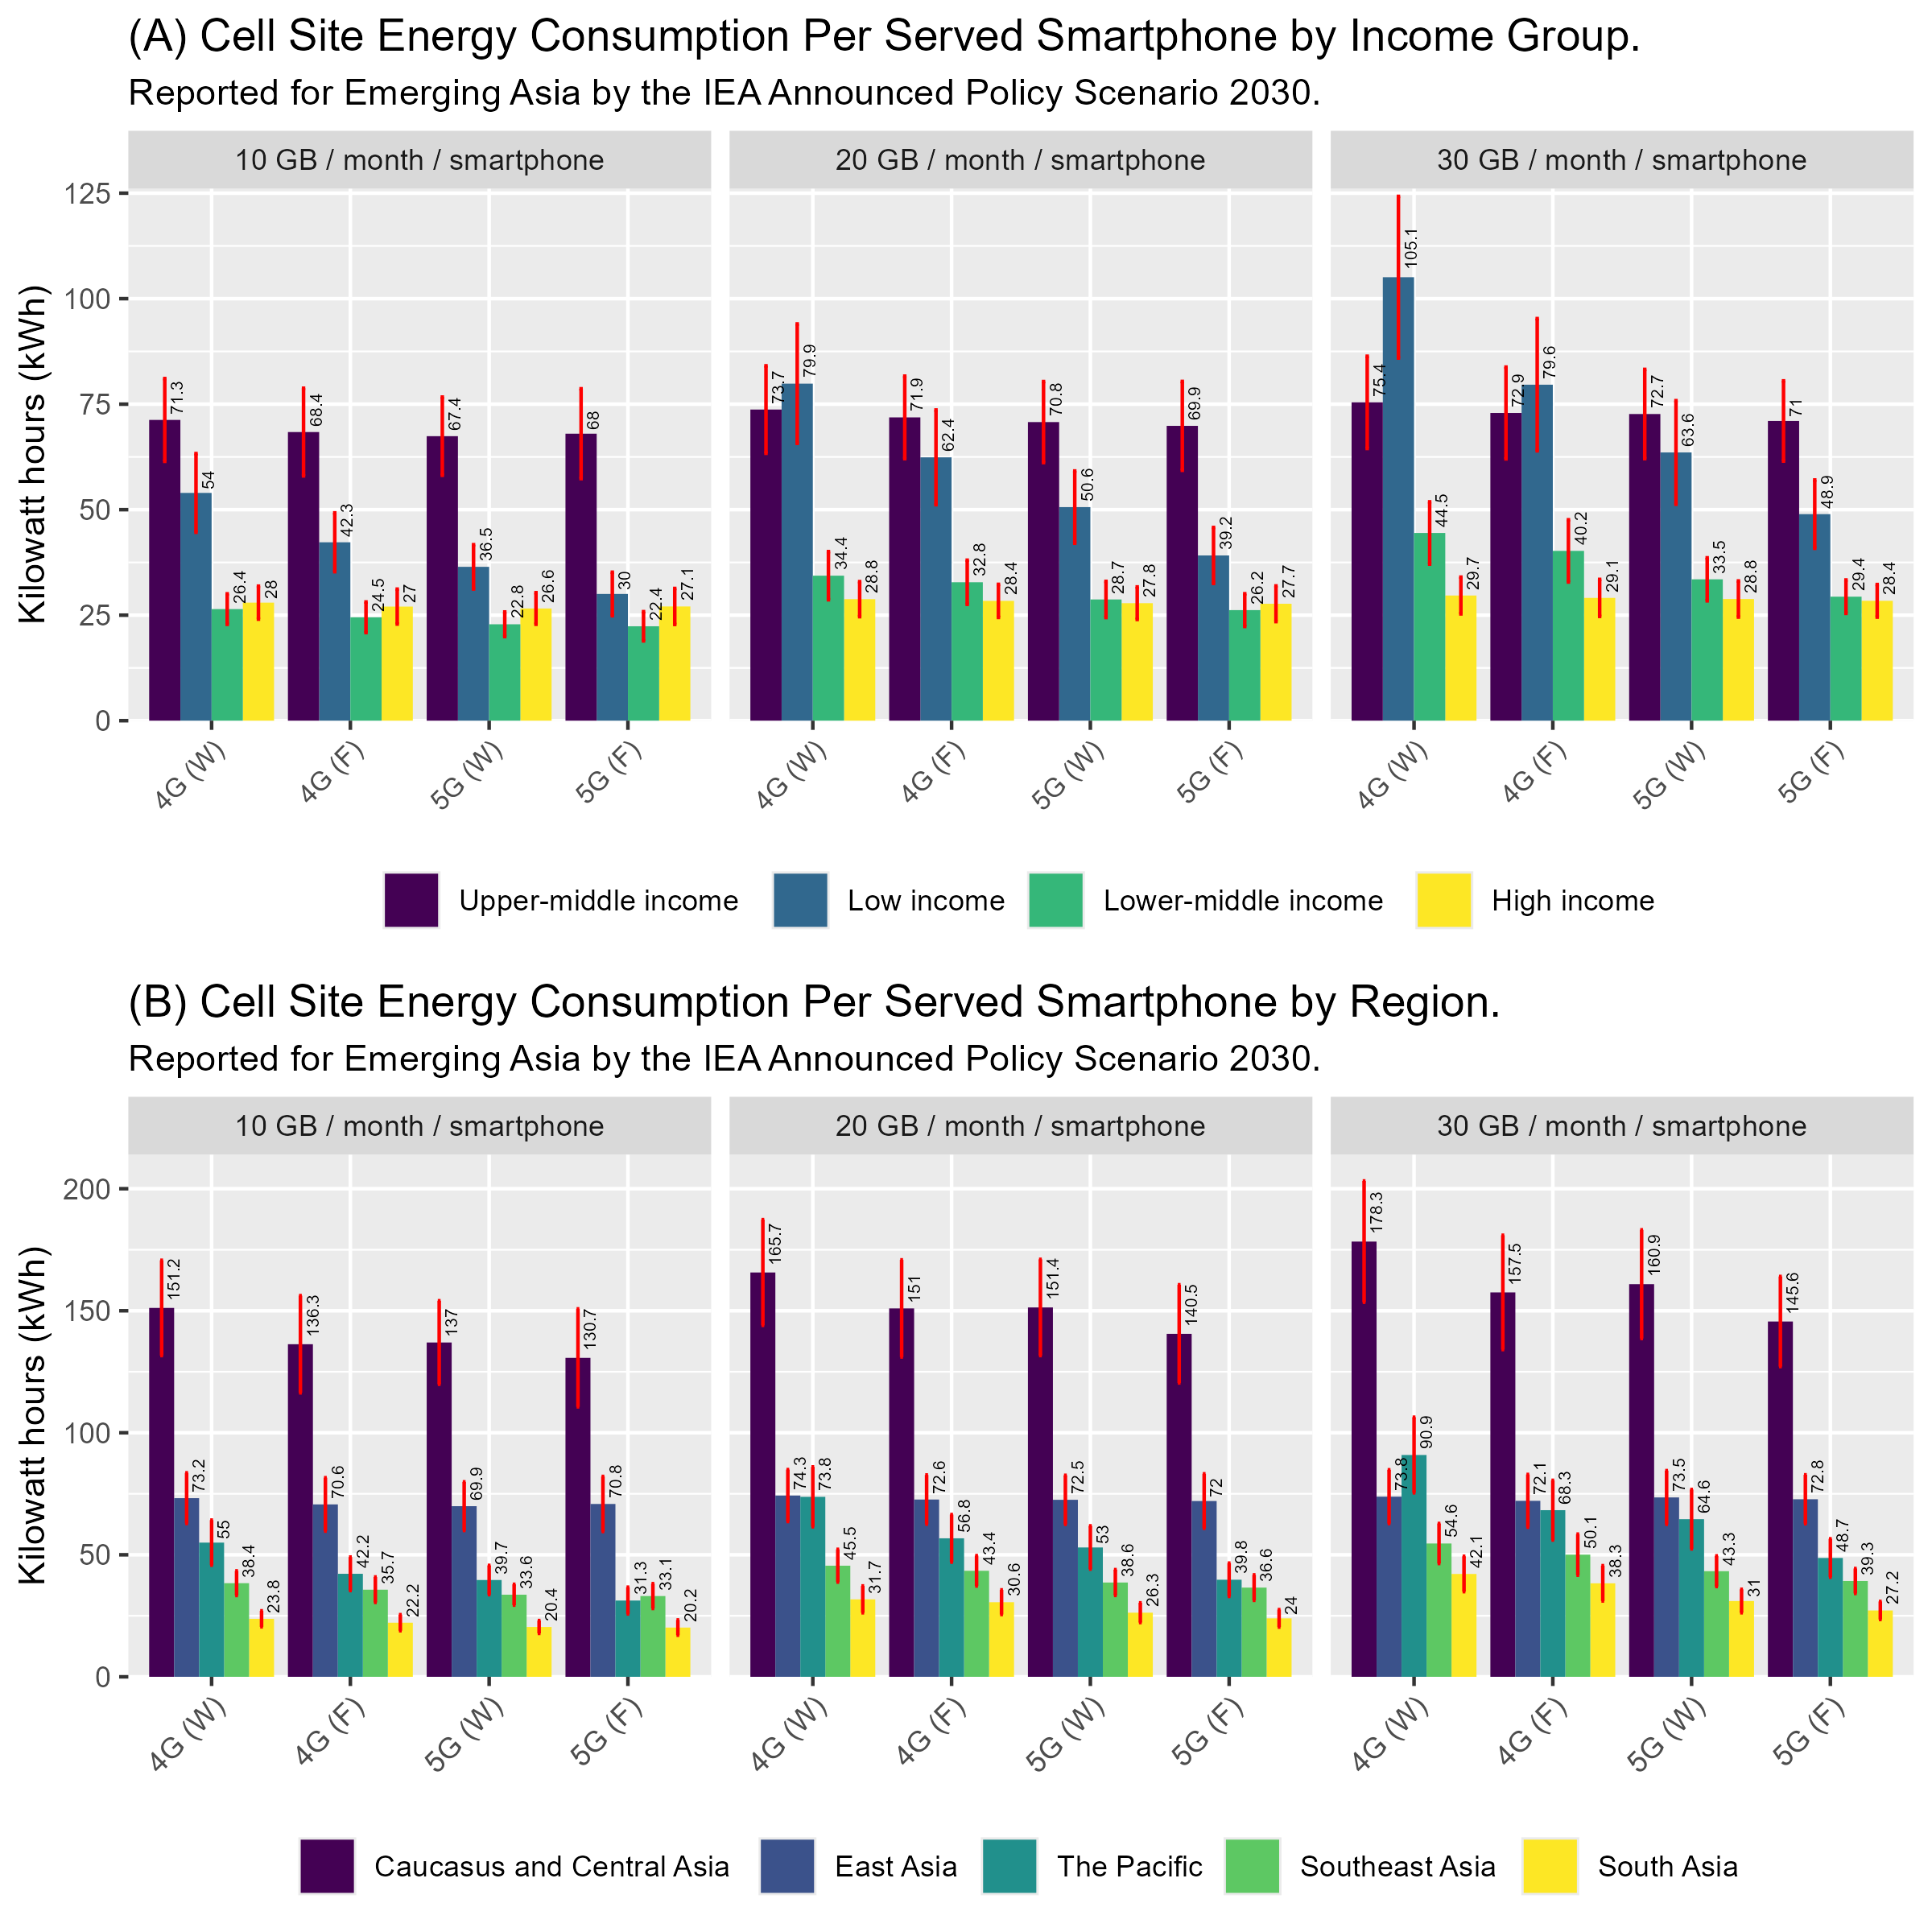 (A) Cell Site Energy Consumption Per Served Smartphone by Income Group.
Reported for Emerging Asia by the IEA Announced Policy Scenario 2030.
10 GB / month / smartphone
20 GB / month / smartphone
30 GB / month / smartphone
Kilowatt hours (kWh)
125
100
75
50
25
0
71.3 54 26.4 28
68.4 42.3 24.5 27
67.4 36.5 22.8 26.6
68 30 22.4 27.1
73.7 79.9 34.4 28.8
71.9 62.4 32.8 28.4
70.8 50.6 28.7 27.8
69.9 39.2 26.2 27.7
75.4 105.1 44.5 29.7
72.9 79.6 40.2 29.1
72.7 63.6 33.5 28.8
71 48.9 29.4 28.4
4G (W) 4G (F) 5G (W) 5G (F)
4G (W) 4G (F) 5G (W) 5G (F)
4G (W) 4G (F) 5G (W) 5G (F)
Upper-middle income Low income Lower-middle income High income
(B) Cell Site Energy Consumption Per Served Smartphone by Region.
Reported for Emerging Asia by the IEA Announced Policy Scenario 2030.
10 GB / month / smartphone
20 GB / month / smartphone
30 GB / month / smartphone
Kilowatt hours (kWh)
200
150
100
50
0
151.2 73.2 55 38.4 23.8
136.3 70.6 42.2 35.7 22.2
137 69.9 39.7 33.6 20.4
130.7 70.8 31.3 33.1 20.2
165.7 74.3 73.8 45.5 31.7
151 72.6 56.8 43.4 30.6
151.4 72.5 53 38.6 26.3
140.5 72 39.8 36.6 24
178.3 73.8 90.9 54.6 42.1
157.5 72.1 68.3 50.1 38.3
160.9 73.5 64.6 43.3 31
145.6 72.8 48.7 39.3 27.2
4G (W) 4G (F) 5G (W) 5G (F)
4G (W) 4G (F) 5G (W) 5G (F)
4G (W) 4G (F) 5G (W) 5G (F)
Caucasus and Central Asia East Asia The Pacific Southeast Asia South Asia